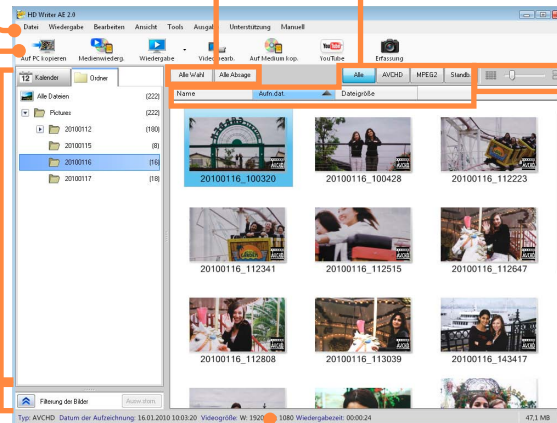 HD Writer AE 2.0
Datei Wiedergabe Bearbeiten Ansicht Tools Unterstützung Manuell
Auf PC kopieren Medienwiederg. Wiedergabe Auf Medium kop. YouTube Erfassung
12 Kalender Ordner
Alle Wahl Alle Absage Alle AVCHD MPEG2 Standb.
Name Aufn.dat. Dateigröße
Alle Dateien (222)
Pictures (222)
20100112 (180)
20100115 (8)
20100116 (16)
20100117 (18)
20100116_100320 20100116_100428 20100116_112223
20100116_112341 20100116_112515 20100116_112647
20100116_112808 20100116_113039 20100116_143417
Filterung der Bilder
Typ: AVCHD Datum der Aufzeichnung: 16.01.2010 10:03:20 Videogröße: W: 1920 1080 Wiedergabezeit: 00:00:24 47,1 MB